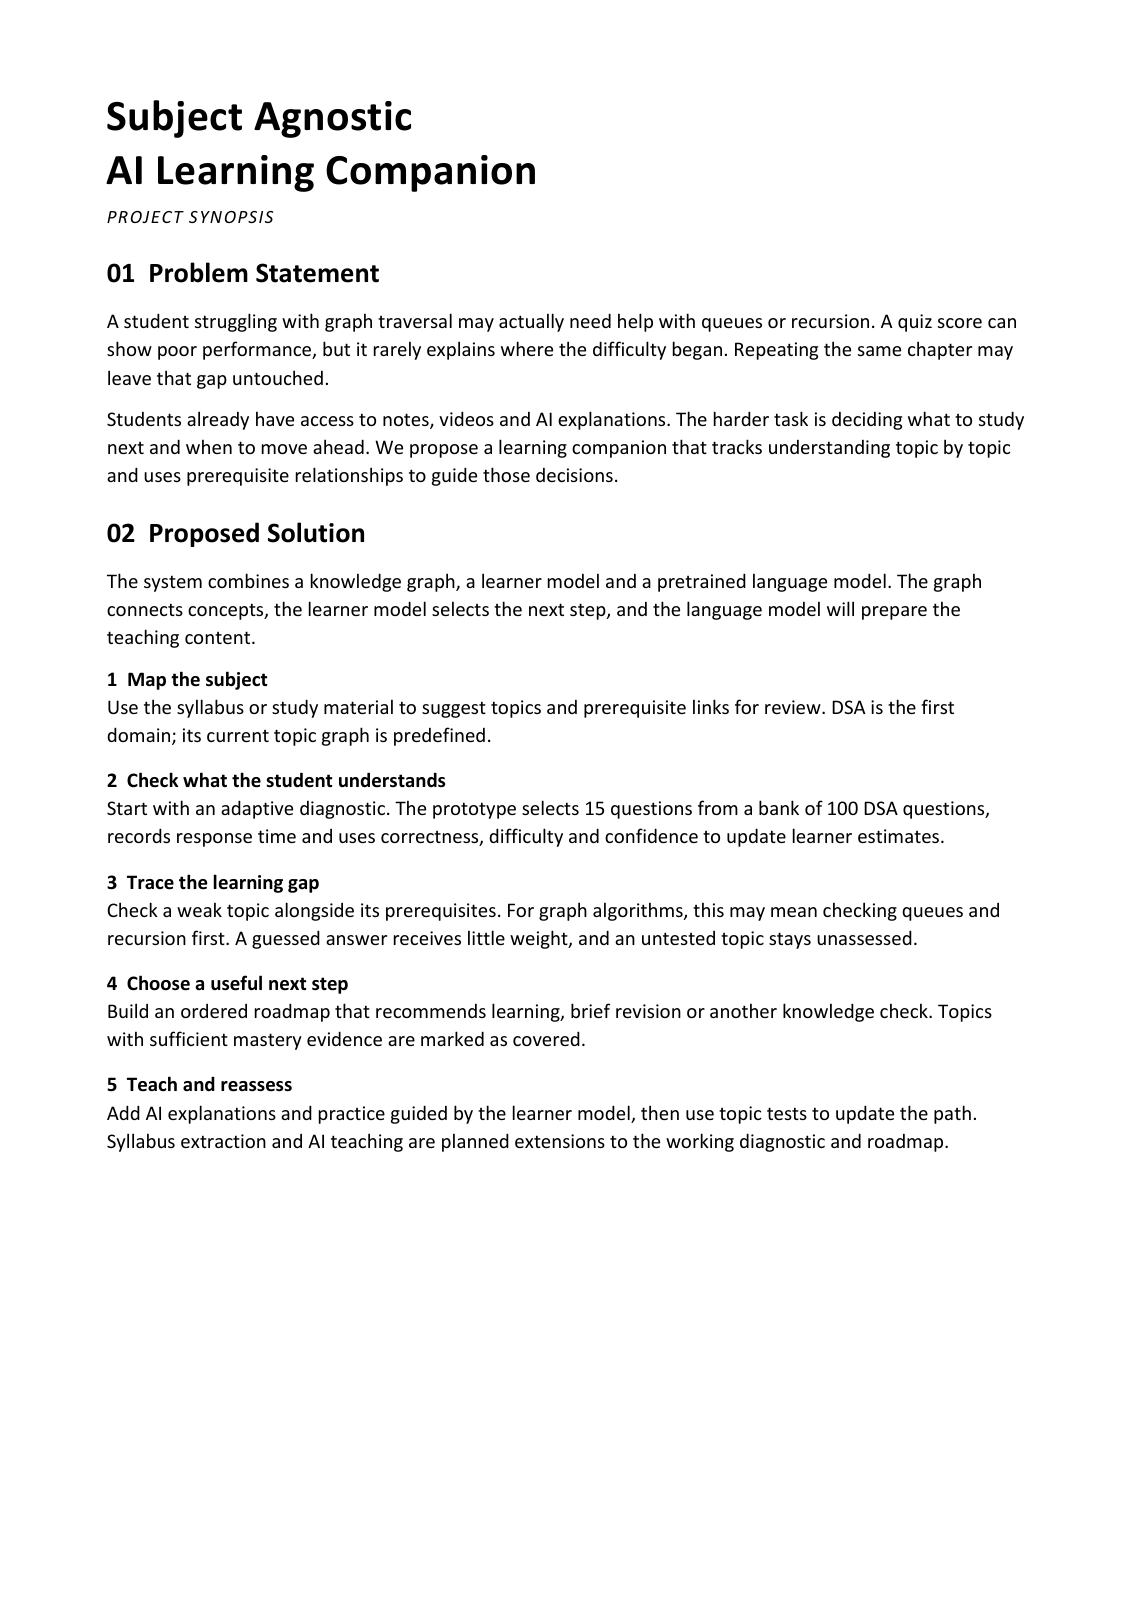 Subject Agnostic
AI Learning Companion
PROJECT SYNOPSIS
01 Problem Statement
A student struggling with graph traversal may actually need help with queues or recursion. A quiz score can
show poor performance, but it rarely explains where the difficulty began. Repeating the same chapter may
leave that gap untouched.
Students already have access to notes, videos and AI explanations. The harder task is deciding what to study
next and when to move ahead. We propose a learning companion that tracks understanding topic by topic
and uses prerequisite relationships to guide those decisions.
02 Proposed Solution
The system combines a knowledge graph, a learner model and a pretrained language model. The graph
connects concepts, the learner model selects the next step, and the language model will prepare the
teaching content.
1 Map the subject
Use the syllabus or study material to suggest topics and prerequisite links for review. DSA is the first
domain; its current topic graph is predefined.
2 Check what the student understands
Start with an adaptive diagnostic. The prototype selects 15 questions from a bank of 100 DSA questions,
records response time and uses correctness, difficulty and confidence to update learner estimates.
3 Trace the learning gap
Check a weak topic alongside its prerequisites. For graph algorithms, this may mean checking queues and
recursion first. A guessed answer receives little weight, and an untested topic stays unassessed.
4 Choose a useful next step
Build an ordered roadmap that recommends learning, brief revision or another knowledge check. Topics
with sufficient mastery evidence are marked as covered.
5 Teach and reassess
Add AI explanations and practice guided by the learner model, then use topic tests to update the path.
Syllabus extraction and AI teaching are planned extensions to the working diagnostic and roadmap.